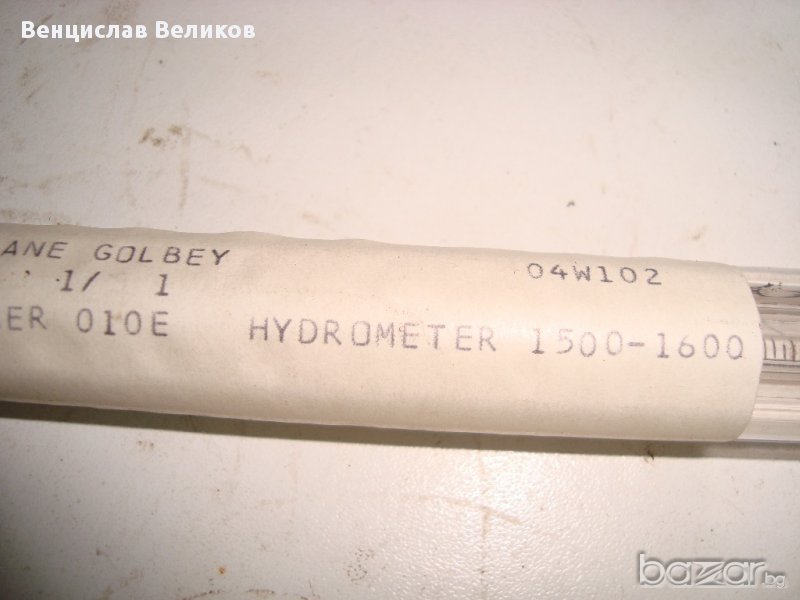 Венцислав Великов
ANE GOLBEY 04W102
1/ 1
ER 010E HYDROMETER 1500-1600
bazar.bg